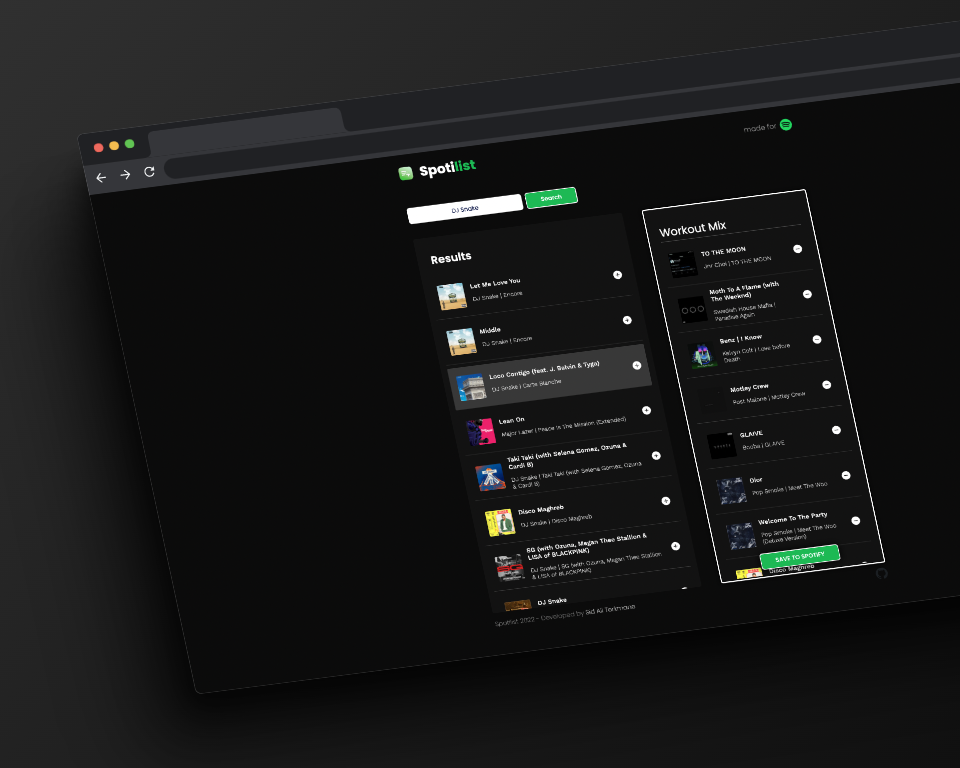 made for
Spotilist
DJ Snake
Search
Results
Let Me Love You
DJ Snake | Encore
Middle
DJ Snake | Encore
Loco Contigo (feat. J. Balvin & Tyga)
DJ Snake | Carte Blanche
Lean On
Major Lazer | Peace Is The Mission (Extended)
Taki Taki (with Selena Gomez, Ozuna &
Cardi B)
DJ Snake | Taki Taki (with Selena Gomez, Ozuna
& Cardi B)
Disco Maghreb
DJ Snake | Disco Maghreb
SG (with Ozuna, Megan Thee Stallion &
LISA of BLACKPINK)
DJ Snake | SG (with Ozuna, Megan Thee Stallion
& LISA of BLACKPINK)
DJ Snake
Workout Mix
TO THE MOON
Jnr Choi | TO THE MOON
Moth To A Flame (with
The Weeknd)
Swedish House Mafia |
Paradise Again
Benz | I Know
Kelvyn Colt | Love before
Death
Motley Crew
Post Malone | Motley Crew
GLAIVE
Booba | GLAIVE
Dior
Pop Smoke | Meet The Woo
Welcome To The Party
Pop Smoke | Meet The Woo
(Deluxe Version)
SAVE TO SPOTIFY
Disco Maghreb
Spotilist 2022 - Developed by Sid Ali Terkmane